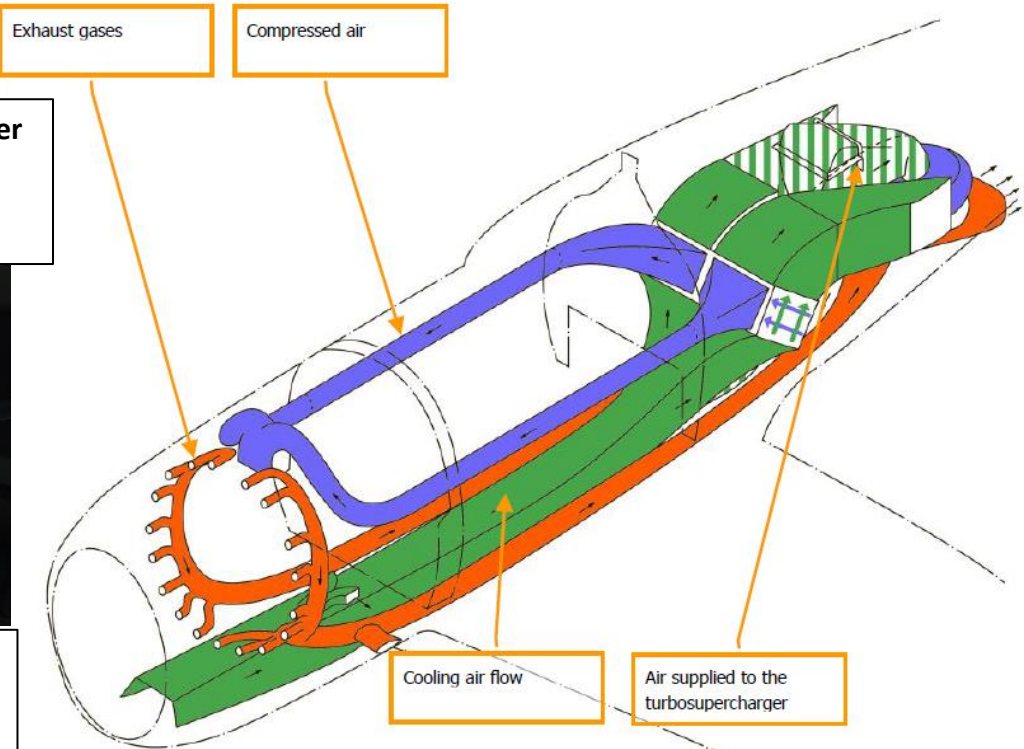 Exhaust gases
Compressed air
er
Cooling air flow
Air supplied to the
turbosupercharger